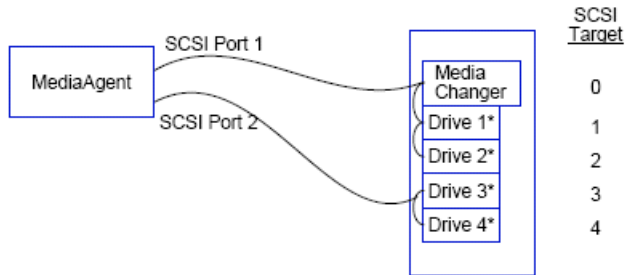 SCSI
Target
SCSI Port 1
MediaAgent
Media
Changer
0
SCSI Port 2
Drive 1*
1
Drive 2*
2
Drive 3*
3
Drive 4*
4